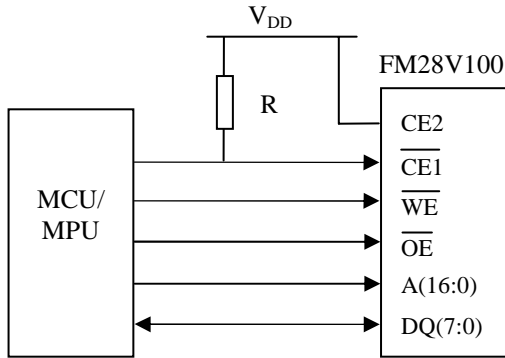 VDD
FM28V100
R
CE2
CE1
MCU/
MPU
WE
OE
A(16:0)
DQ(7:0)